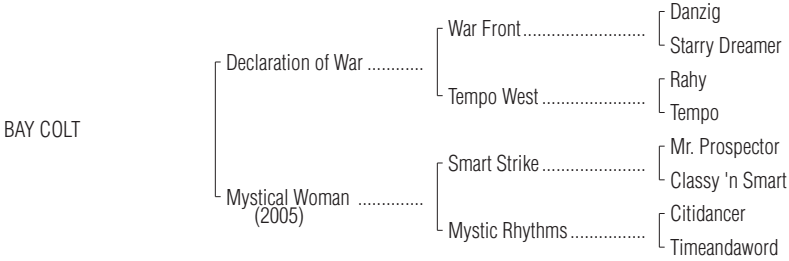 Danzig
War Front..........................
Starry Dreamer
Declaration of War ............
Rahy
Tempo West ......................
Tempo
BAY COLT
Mr. Prospector
Smart Strike......................
Classy 'n Smart
Mystical Woman ..............
(2005)
Citidancer
Mystic Rhythms................
Timeandaword